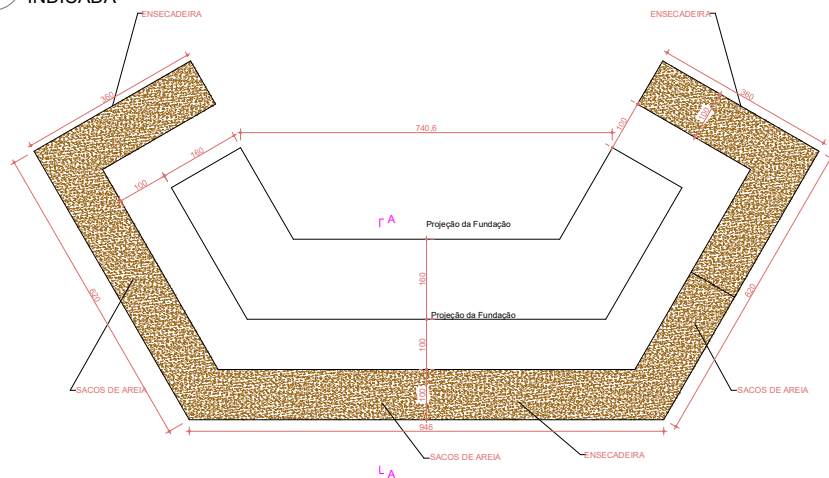 INDICADA
ENSECADEIRA
ENSECADEIRA
360
360
740,6
100
100
160
100
A
Projeção da Fundação
160
620
620
Projeção da Fundação
100
SACOS DE AREIA
100
SACOS DE AREIA
946
SACOS DE AREIA
ENSECADEIRA
A